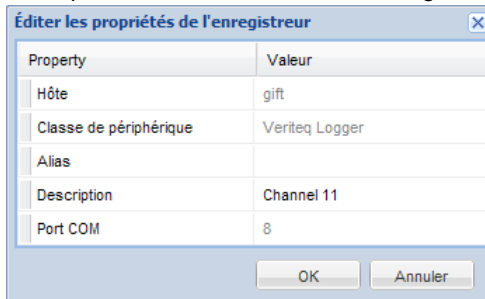 Éditer les propriétés de l'enregistreur
Property Valeur
Hôte gift
Classe de périphérique Veriteq Logger
Alias
Description Channel 11
Port COM 8
OK Annuler